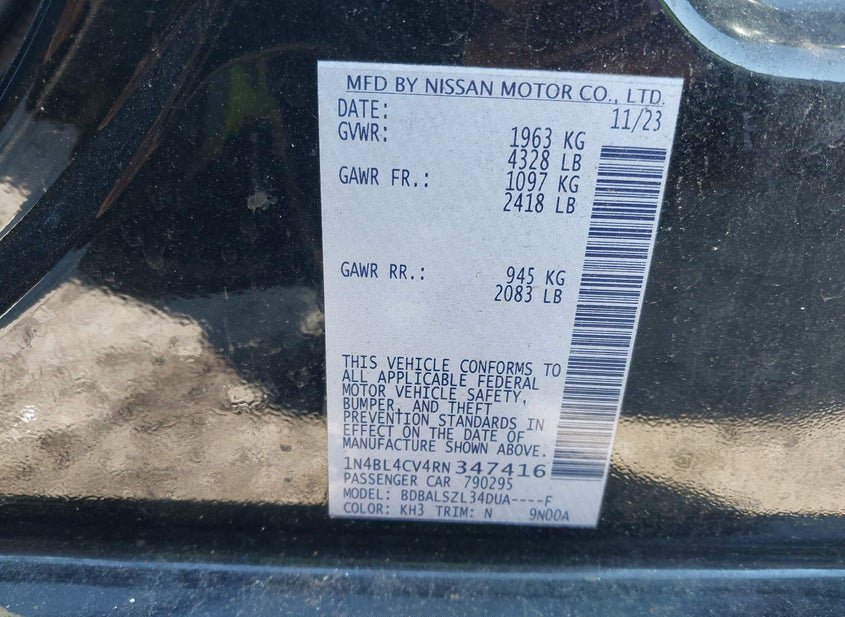 MFD BY NISSAN MOTOR CO., LTD.
DATE: 11/23
GVWR: 1963 KG
4328 LB
GAWR FR.: 1097 KG
2418 LB
GAWR RR.: 945 KG
2083 LB
THIS VEHICLE CONFORMS TO
ALL APPLICABLE FEDERAL
MOTOR VEHICLE SAFETY,
BUMPER, AND THEFT
PREVENTION STANDARDS IN
EFFECT ON THE DATE OF
MANUFACTURE SHOWN ABOVE.
1N4BL4CV4RN347416
PASSENGER CAR 790295
MODEL: BDBALSZL34DUA----F
COLOR: KH3 TRIM: N 9N00A